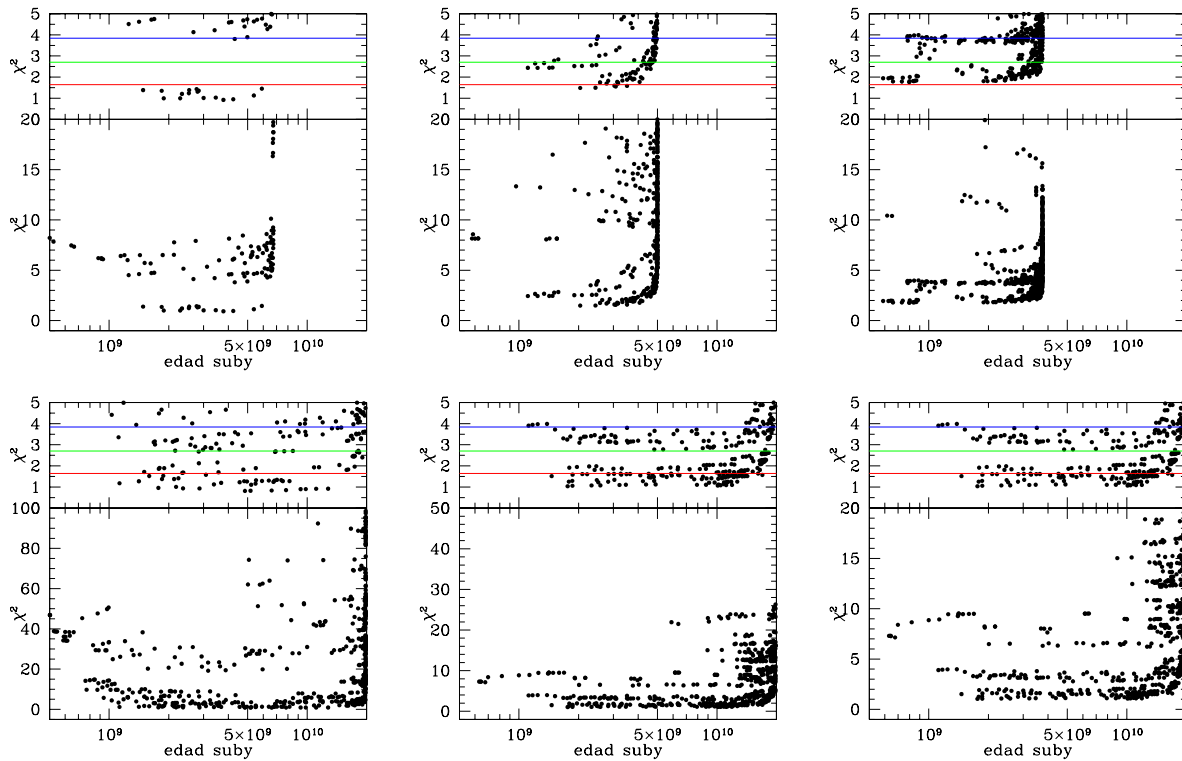 5 5 5
4 4 4
χ² 3 χ² 3 χ² 3
2 2 2
1 1 1
20 20 20
15 15 15
χ² 10 χ² 10 χ² 10
5 5 5
0 0 0
10⁹ 5×10⁹ 10¹⁰ 10⁹ 5×10⁹ 10¹⁰ 10⁹ 5×10⁹ 10¹⁰
edad suby edad suby edad suby
5 5 5
4 4 4
χ² 3 χ² 3 χ² 3
2 2 2
1 1 1
100 50 20
80 40 15
χ² 60 χ² 30 χ² 10
40 20 5
20 10 0
0 0
10⁹ 5×10⁹ 10¹⁰ 10⁹ 5×10⁹ 10¹⁰ 10⁹ 5×10⁹ 10¹⁰
edad suby edad suby edad suby